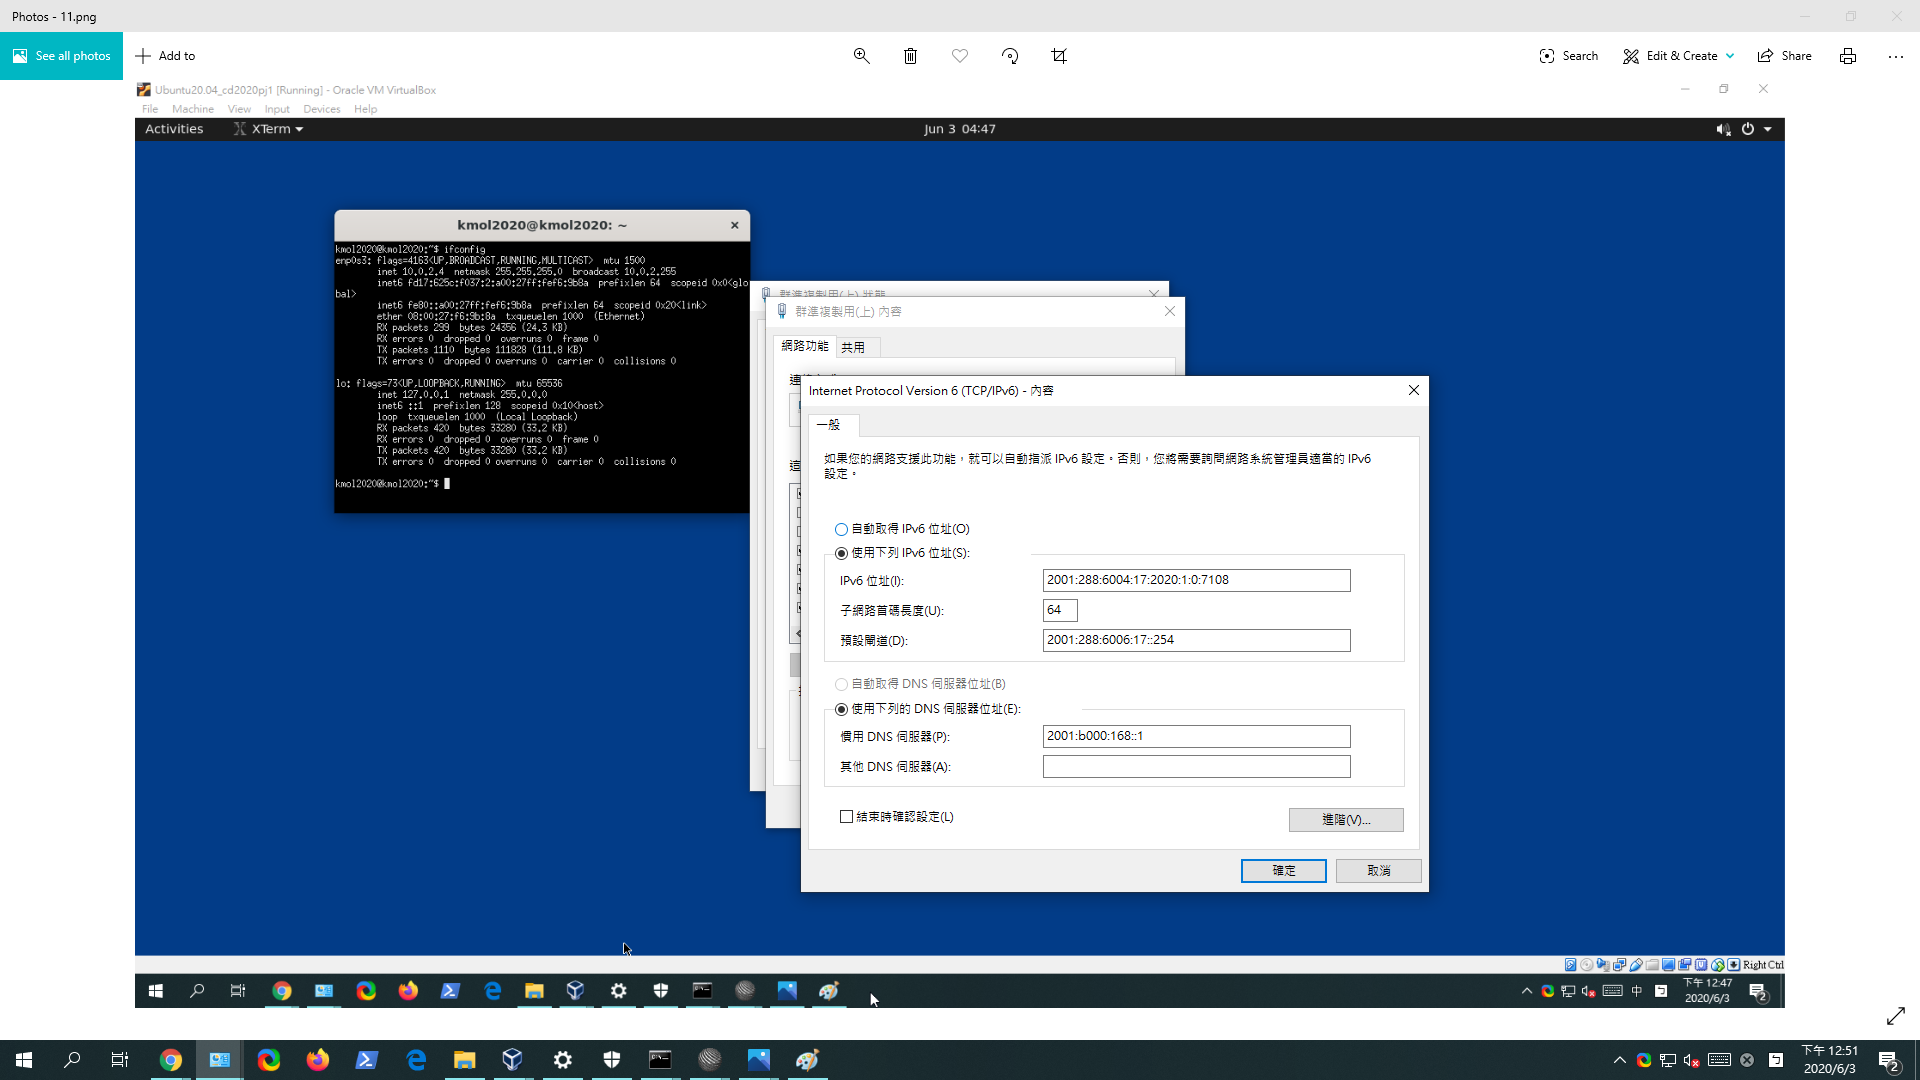 Photos - 11.png
See all photos
Add to
Search
Edit & Create
Share
Ubuntu20.04_cd2020pj1 [Running] - Oracle VM VirtualBox
File Machine View Input Devices Help
Activities
XTerm
Jun 3 04:47
kmol2020@kmol2020: ~
kmol2020@kmol2020:~$ ifconfig
enp0s3: flags=4163<UP,BROADCAST,RUNNING,MULTICAST> mtu 1500
inet 10.0.2.4 netmask 255.255.255.0 broadcast 10.0.2.255
inet6 fd17:625c:f037:2:a00:27ff:fef6:9b8a prefixlen 64 scopeid 0x0<glo
bal>
inet6 fe80::a00:27ff:fef6:9b8a prefixlen 64 scopeid 0x20<link>
ether 08:00:27:f6:9b:8a txqueuelen 1000 (Ethernet)
RX packets 299 bytes 24356 (24.3 KB)
RX errors 0 dropped 0 overruns 0 frame 0
TX packets 1110 bytes 111828 (111.8 KB)
TX errors 0 dropped 0 overruns 0 carrier 0 collisions 0
lo: flags=73<UP,LOOPBACK,RUNNING> mtu 65536
inet 127.0.0.1 netmask 255.0.0.0
inet6 ::1 prefixlen 128 scopeid 0x10<host>
loop txqueuelen 1000 (Local Loopback)
RX packets 420 bytes 33280 (33.2 KB)
RX errors 0 dropped 0 overruns 0 frame 0
TX packets 420 bytes 33280 (33.2 KB)
TX errors 0 dropped 0 overruns 0 carrier 0 collisions 0
kmol2020@kmol2020:~$
群準複製用(上) 狀態
群準複製用(上) 內容
網路功能
共用
Internet Protocol Version 6 (TCP/IPv6) - 內容
一般
如果您的網路支援此功能，就可以自動指派 IPv6 設定。否則，您將需要詢問網路系統管理員適當的 IPv6
設定。
自動取得 IPv6 位址(O)
使用下列 IPv6 位址(S):
IPv6 位址(I):
2001:288:6004:17:2020:1:0:7108
子網路首碼長度(U):
64
預設閘道(D):
2001:288:6006:17::254
自動取得 DNS 伺服器位址(B)
使用下列的 DNS 伺服器位址(E):
慣用 DNS 伺服器(P):
2001:b000:168::1
其他 DNS 伺服器(A):
結束時確認設定(L)
進階(V)...
確定
取消
Right Ctrl
中
下午 12:47
2020/6/3
2
下午 12:51
2020/6/3
2